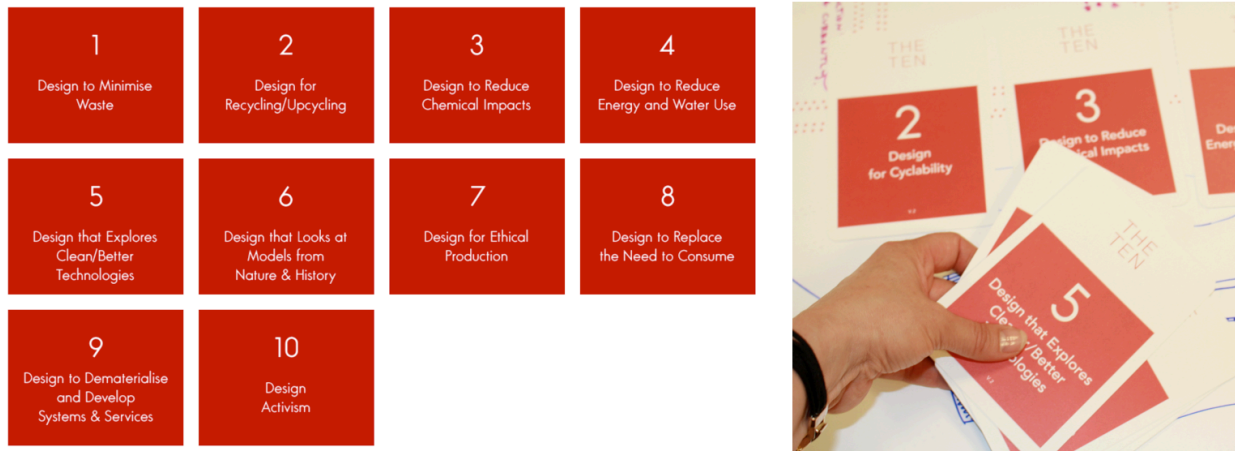 1
Design to Minimise
Waste
2
Design for
Recycling/Upcycling
3
Design to Reduce
Chemical Impacts
4
Design to Reduce
Energy and Water Use
5
Design that Explores
Clean/Better
Technologies
6
Design that Looks at
Models from
Nature & History
7
Design for Ethical
Production
8
Design to Replace
the Need to Consume
9
Design to Dematerialise
and Develop
Systems & Services
10
Design
Activism
THE
TEN
2
Design
for Cyclability
THE
TEN
3
Design to Reduce
Impacts
THE
TEN
5
Design that Explores
/Better